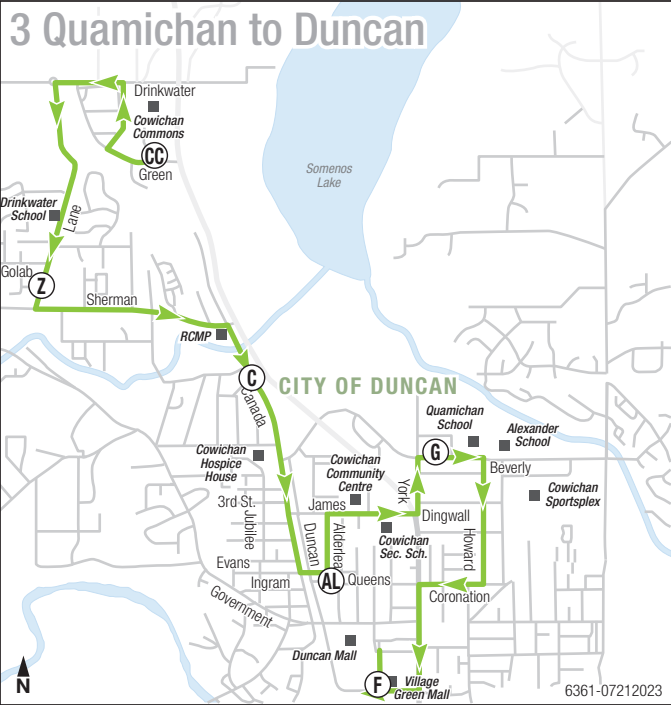 3 Quamichan to Duncan
Drinkwater
Cowichan
Commons
CC
Green
Somenos
Lake
Drinkwater
School
Lane
Golab
Z
Sherman
RCMP
C
CITY OF DUNCAN
Canada
Quamichan
School
Alexander
School
G
Beverly
Cowichan
Hospice
House
Cowichan
Community
Centre
York
Cowichan
Sportsplex
3rd St.
Jubilee
James
Dingwall
Duncan
Alderlea
Cowichan
Sec. Sch.
Howard
Evans
Ingram
AL
Queens
Coronation
Government
Duncan Mall
F
Village
Green Mall
N
6361-07212023